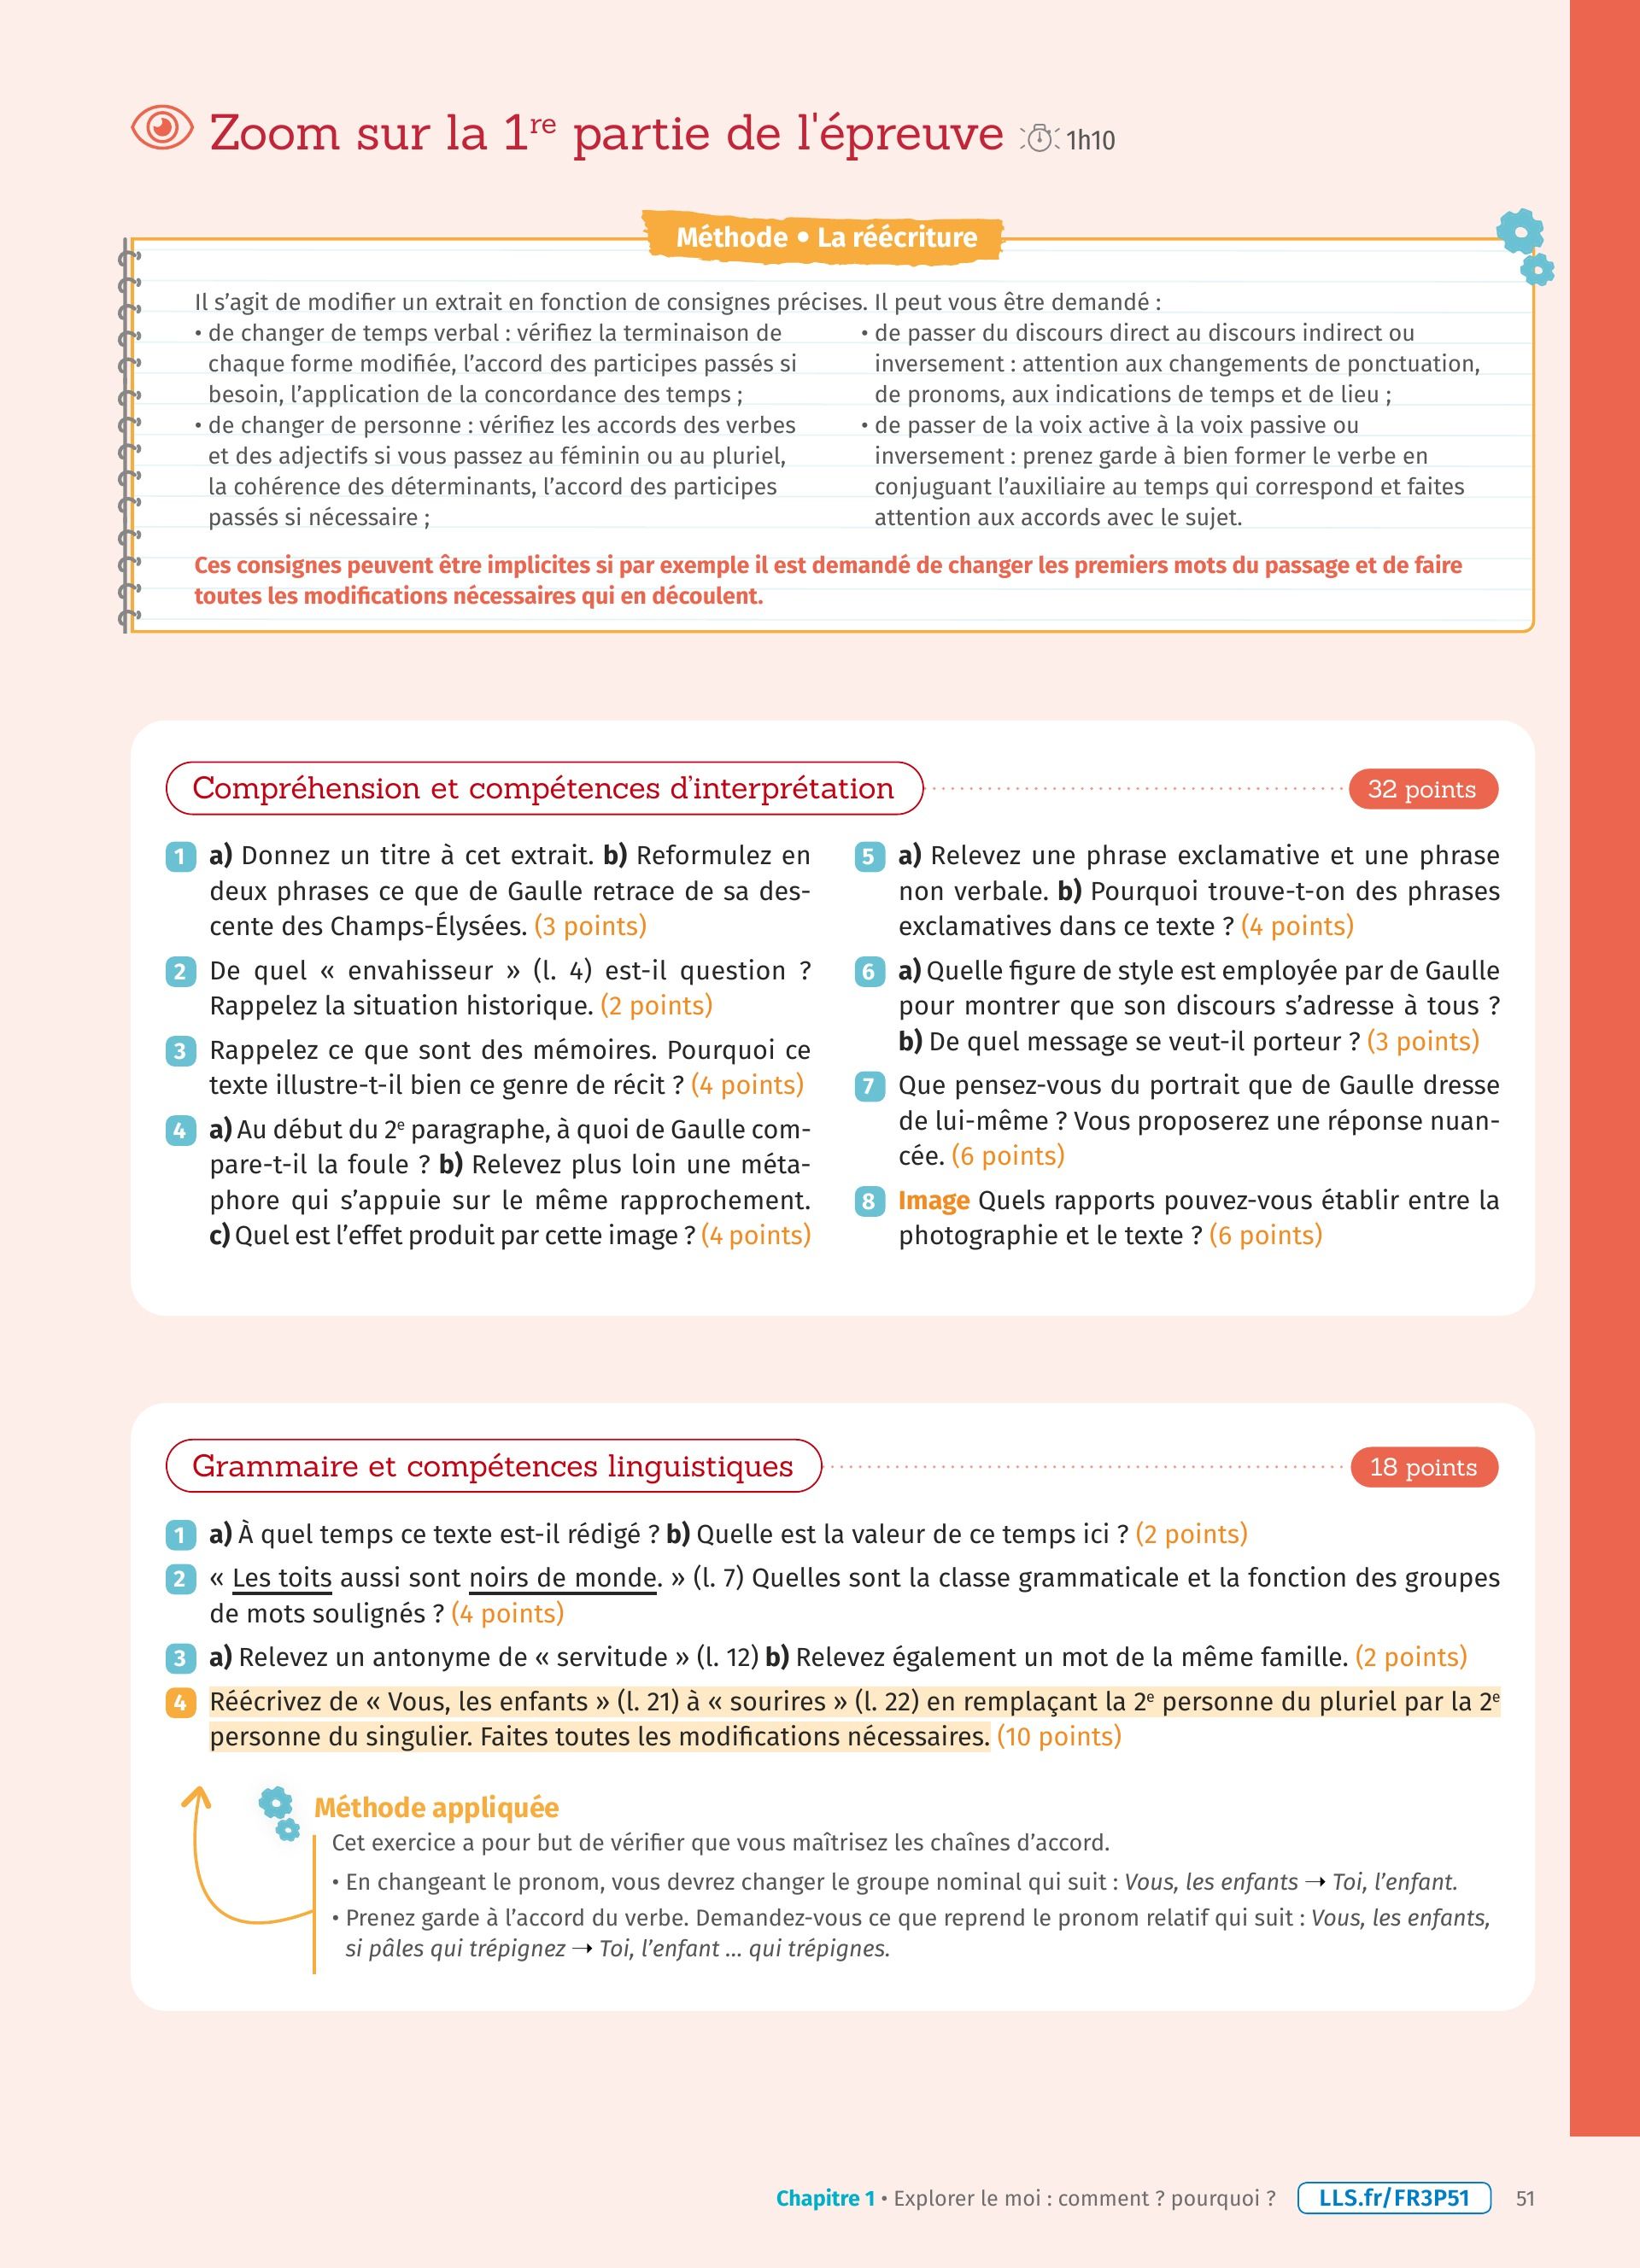 Zoom sur la 1re partie de l'épreuve 1h10
Méthode • La réécriture
Il s’agit de modifier un extrait en fonction de consignes précises. Il peut vous être demandé :
• de changer de temps verbal : vérifiez la terminaison de
chaque forme modifiée, l’accord des participes passés si
besoin, l’application de la concordance des temps ;
• de changer de personne : vérifiez les accords des verbes
et des adjectifs si vous passez au féminin ou au pluriel,
la cohérence des déterminants, l’accord des participes
passés si nécessaire ;
• de passer du discours direct au discours indirect ou
inversement : attention aux changements de ponctuation,
de pronoms, aux indications de temps et de lieu ;
• de passer de la voix active à la voix passive ou
inversement : prenez garde à bien former le verbe en
conjuguant l’auxiliaire au temps qui correspond et faites
attention aux accords avec le sujet.
Ces consignes peuvent être implicites si par exemple il est demandé de changer les premiers mots du passage et de faire
toutes les modifications nécessaires qui en découlent.
Compréhension et compétences d’interprétation
32 points
1 a) Donnez un titre à cet extrait. b) Reformulez en
deux phrases ce que de Gaulle retrace de sa des-
cente des Champs-Élysées. (3 points)
2 De quel « envahisseur » (l. 4) est-il question ?
Rappelez la situation historique. (2 points)
3 Rappelez ce que sont des mémoires. Pourquoi ce
texte illustre-t-il bien ce genre de récit ? (4 points)
4 a) Au début du 2e paragraphe, à quoi de Gaulle com-
pare-t-il la foule ? b) Relevez plus loin une méta-
phore qui s’appuie sur le même rapprochement.
c) Quel est l’effet produit par cette image ? (4 points)
5 a) Relevez une phrase exclamative et une phrase
non verbale. b) Pourquoi trouve-t-on des phrases
exclamatives dans ce texte ? (4 points)
6 a) Quelle figure de style est employée par de Gaulle
pour montrer que son discours s’adresse à tous ?
b) De quel message se veut-il porteur ? (3 points)
7 Que pensez-vous du portrait que de Gaulle dresse
de lui-même ? Vous proposerez une réponse nuan-
cée. (6 points)
8 Image Quels rapports pouvez-vous établir entre la
photographie et le texte ? (6 points)
Grammaire et compétences linguistiques
18 points
1 a) À quel temps ce texte est-il rédigé ? b) Quelle est la valeur de ce temps ici ? (2 points)
2 « Les toits aussi sont noirs de monde. » (l. 7) Quelles sont la classe grammaticale et la fonction des groupes
de mots soulignés ? (4 points)
3 a) Relevez un antonyme de « servitude » (l. 12) b) Relevez également un mot de la même famille. (2 points)
4 Réécrivez de « Vous, les enfants » (l. 21) à « sourires » (l. 22) en remplaçant la 2e personne du pluriel par la 2e
personne du singulier. Faites toutes les modifications nécessaires. (10 points)
Méthode appliquée
Cet exercice a pour but de vérifier que vous maîtrisez les chaînes d’accord.
• En changeant le pronom, vous devrez changer le groupe nominal qui suit : Vous, les enfants → Toi, l’enfant.
• Prenez garde à l’accord du verbe. Demandez-vous ce que reprend le pronom relatif qui suit : Vous, les enfants,
si pâles qui trépignez → Toi, l’enfant ... qui trépignes.
Chapitre 1 • Explorer le moi : comment ? pourquoi ? LLS.fr/FR3P51 51